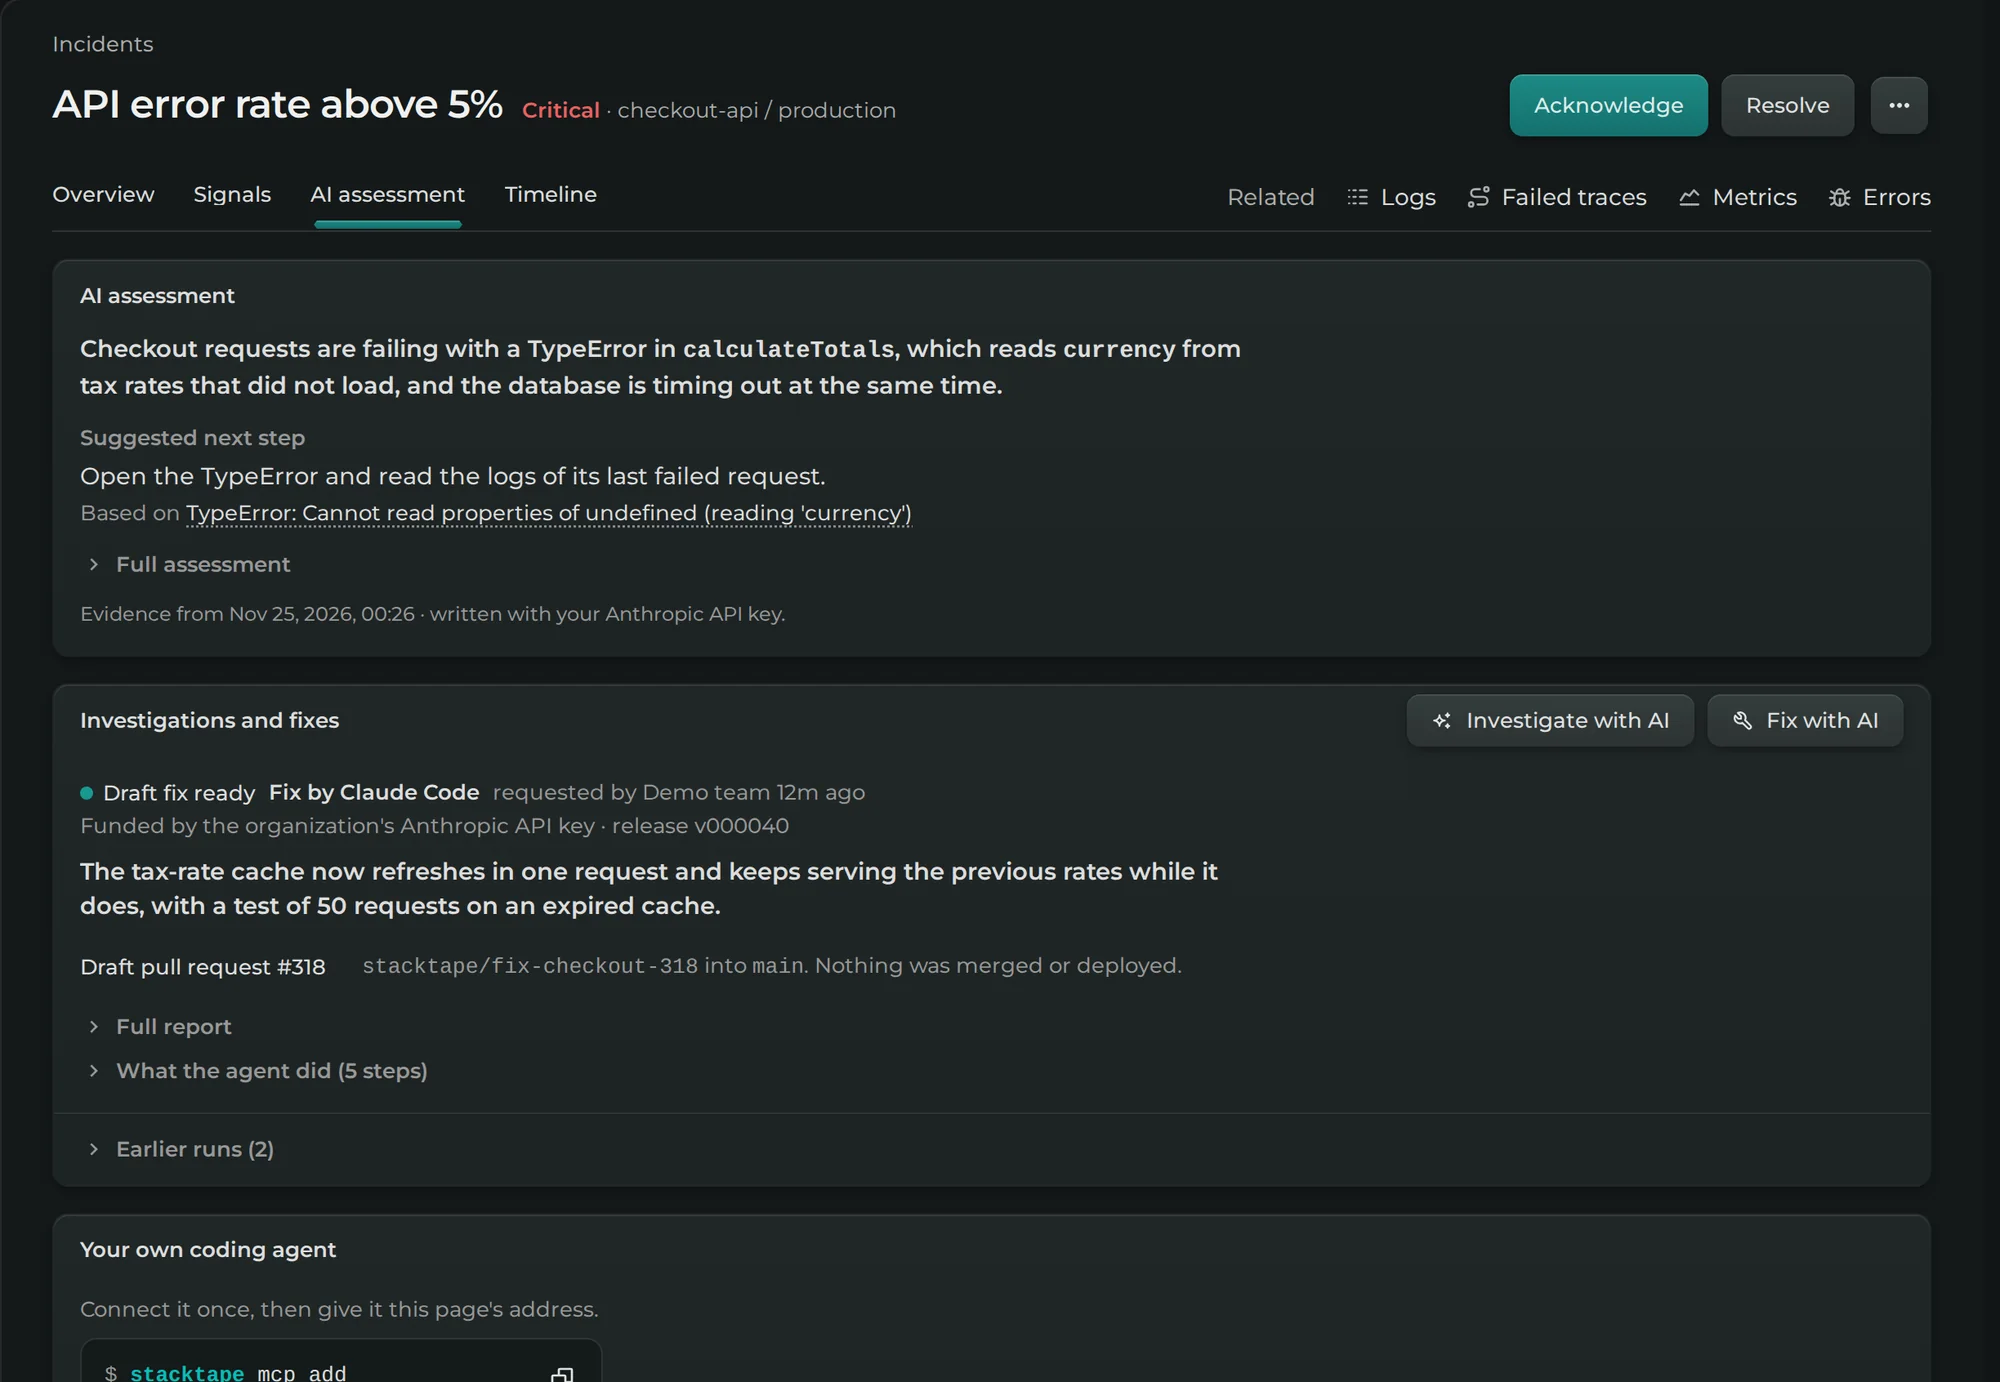 Incidents
API error rate above 5% Critical · checkout-api / production
Acknowledge
Resolve
Overview
Signals
AI assessment
Timeline
Related
Logs
Failed traces
Metrics
Errors
AI assessment
Checkout requests are failing with a TypeError in calculateTotals, which reads currency from
tax rates that did not load, and the database is timing out at the same time.
Suggested next step
Open the TypeError and read the logs of its last failed request.
Based on TypeError: Cannot read properties of undefined (reading 'currency')
Full assessment
Evidence from Nov 25, 2026, 00:26 · written with your Anthropic API key.
Investigations and fixes
Investigate with AI
Fix with AI
Draft fix ready Fix by Claude Code requested by Demo team 12m ago
Funded by the organization's Anthropic API key · release v000040
The tax-rate cache now refreshes in one request and keeps serving the previous rates while it
does, with a test of 50 requests on an expired cache.
Draft pull request #318 stacktape/fix-checkout-318 into main. Nothing was merged or deployed.
Full report
What the agent did (5 steps)
Earlier runs (2)
Your own coding agent
Connect it once, then give it this page's address.
$ stacktape mcp add